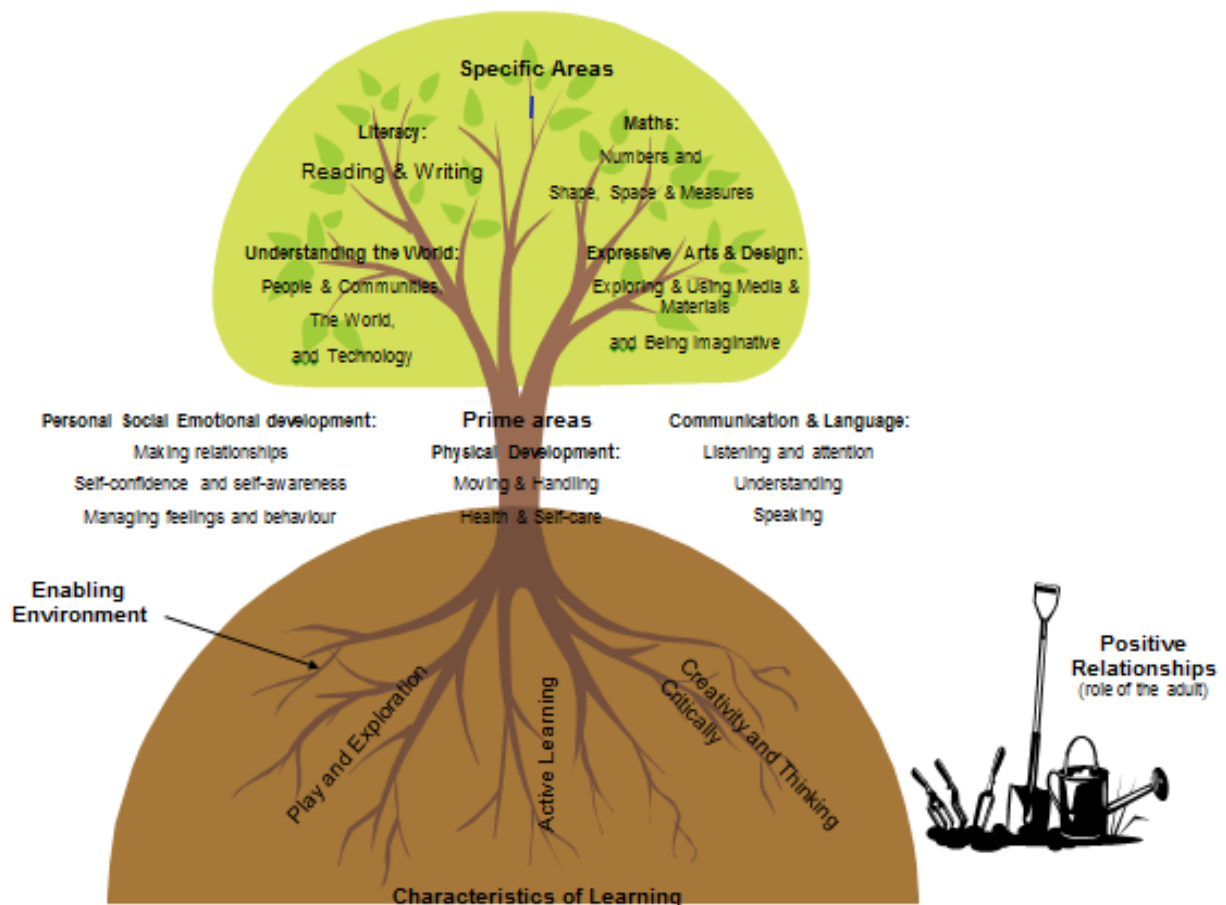 Specific Areas
Literacy:
Reading & Writing
Maths:
Numbers and
Shape, Space & Measures
Understanding the World:
People & Communities,
The World,
and Technology
Expressive Arts & Design:
Exploring & Using Media &
Materials
and Being Imaginative
Personal Social Emotional development:
Making relationships
Self-confidence and self-awareness
Managing feelings and behaviour
Prime areas
Physical Development:
Moving & Handling
Health & Self-care
Communication & Language:
Listening and attention
Understanding
Speaking
Enabling
Environment
Play and Exploration
Active Learning
Creativity and Thinking
Critically
Positive
Relationships
(role of the adult)
Characteristics of Learning